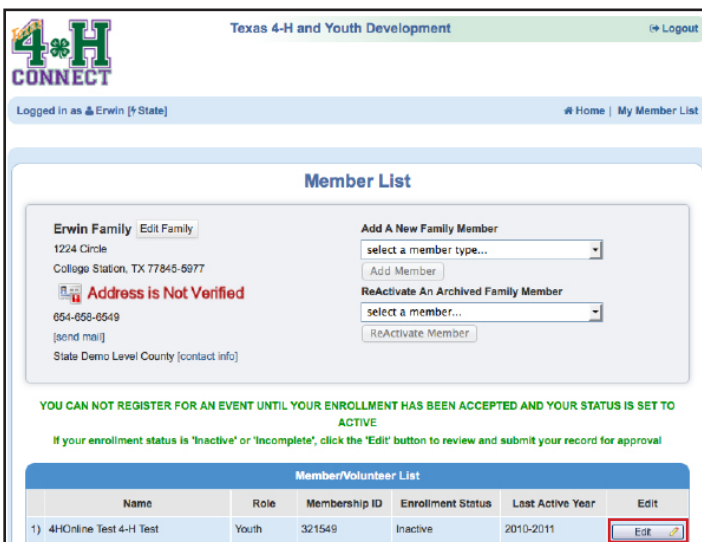 Texas
4-H
CONNECT
Texas 4-H and Youth Development
Logout
Logged in as Erwin [State]
Home | My Member List
Member List
Erwin Family Edit Family
1224 Circle
College Station, TX 77845-5977
Address is Not Verified
654-658-6549
[send mail]
State Demo Level County [contact info]
Add A New Family Member
select a member type...
Add Member
ReActivate An Archived Family Member
select a member...
ReActivate Member
YOU CAN NOT REGISTER FOR AN EVENT UNTIL YOUR ENROLLMENT HAS BEEN ACCEPTED AND YOUR STATUS IS SET TO
ACTIVE
If your enrollment status is 'Inactive' or 'Incomplete', click the 'Edit' button to review and submit your record for approval
Member/Volunteer List
Name Role Membership ID Enrollment Status Last Active Year Edit
1) 4HOnline Test 4-H Test Youth 321549 Inactive 2010-2011 Edit